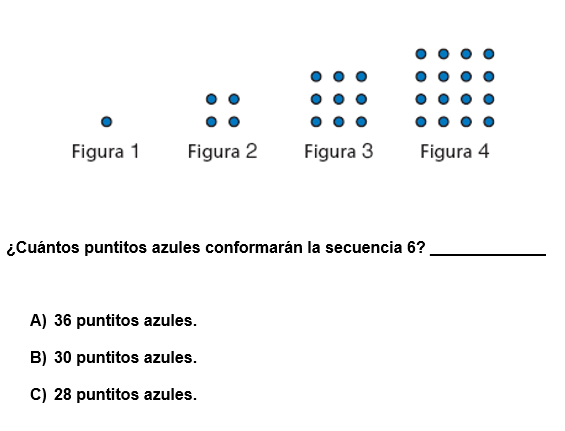 Figura 1 Figura 2 Figura 3 Figura 4
¿Cuántos puntitos azules conformarán la secuencia 6? _____________
A) 36 puntitos azules.
B) 30 puntitos azules.
C) 28 puntitos azules.